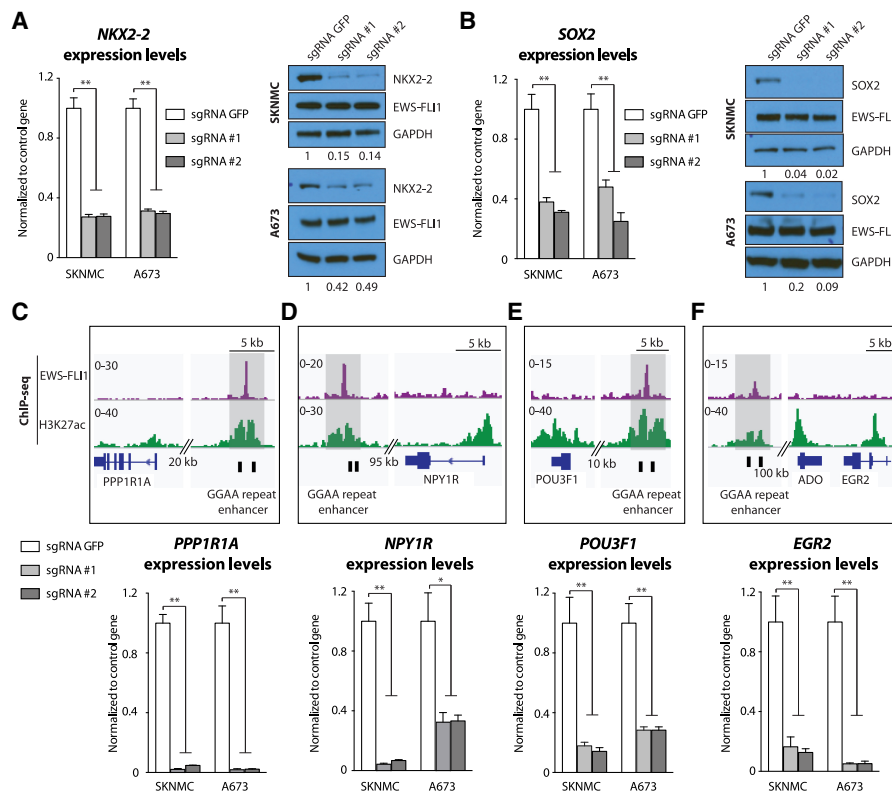 A
NKX2-2
expression levels
Normalized to control gene
1.2
0.8
0.4
0
**
**
SKNMC
A673
sgRNA GFP
sgRNA #1
sgRNA #2
sgRNA GFP
sgRNA #1
sgRNA #2
SKNMC
NKX2-2
EWS-FLI1
GAPDH
1 0.15 0.14
A673
NKX2-2
EWS-FLI1
GAPDH
1 0.42 0.49
B
SOX2
expression levels
Normalized to control gene
1.2
0.8
0.4
0
**
**
SKNMC
A673
sgRNA GFP
sgRNA #1
sgRNA #2
sgRNA GFP
sgRNA #1
sgRNA #2
SKNMC
SOX2
EWS-FL
GAPDH
1 0.04 0.02
A673
SOX2
EWS-FL
GAPDH
1 0.2 0.09
C
ChIP-seq
EWS-FLI1
H3K27ac
5 kb
0-30
0-40
20 kb
PPP1R1A
GGAA repeat
enhancer
D
5 kb
0-20
0-30
95 kb
NPY1R
GGAA repeat
enhancer
E
5 kb
0-15
0-40
10 kb
POU3F1
GGAA repeat
enhancer
F
5 kb
0-15
0-40
100 kb
ADO
EGR2
GGAA repeat
enhancer
sgRNA GFP
sgRNA #1
sgRNA #2
PPP1R1A
expression levels
Normalized to control gene
1.2
0.8
0.4
0
**
**
SKNMC
A673
NPY1R
expression levels
Normalized to control gene
1.2
0.8
0.4
0
**
*
SKNMC
A673
POU3F1
expression levels
Normalized to control gene
1.2
0.8
0.4
0
**
**
SKNMC
A673
EGR2
expression levels
Normalized to control gene
1.2
0.8
0.4
0
**
**
SKNMC
A673